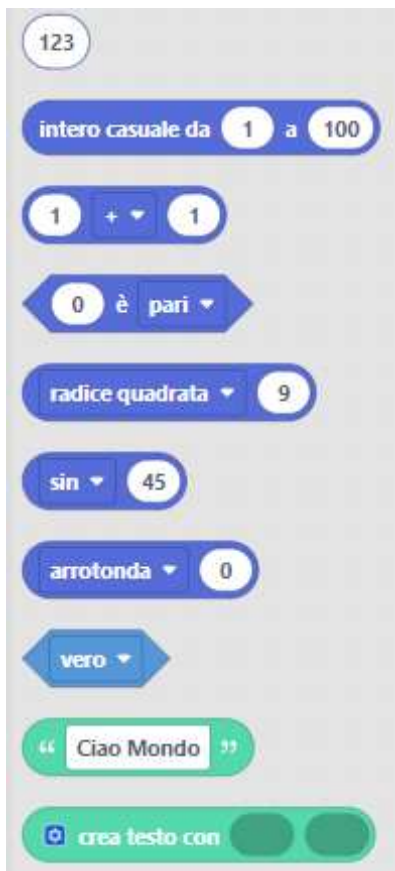 123
intero casuale da 1 a 100
1 + 1
0 è pari
radice quadrata 9
sin 45
arrotonda 0
vero
“ Ciao Mondo ”
crea testo con